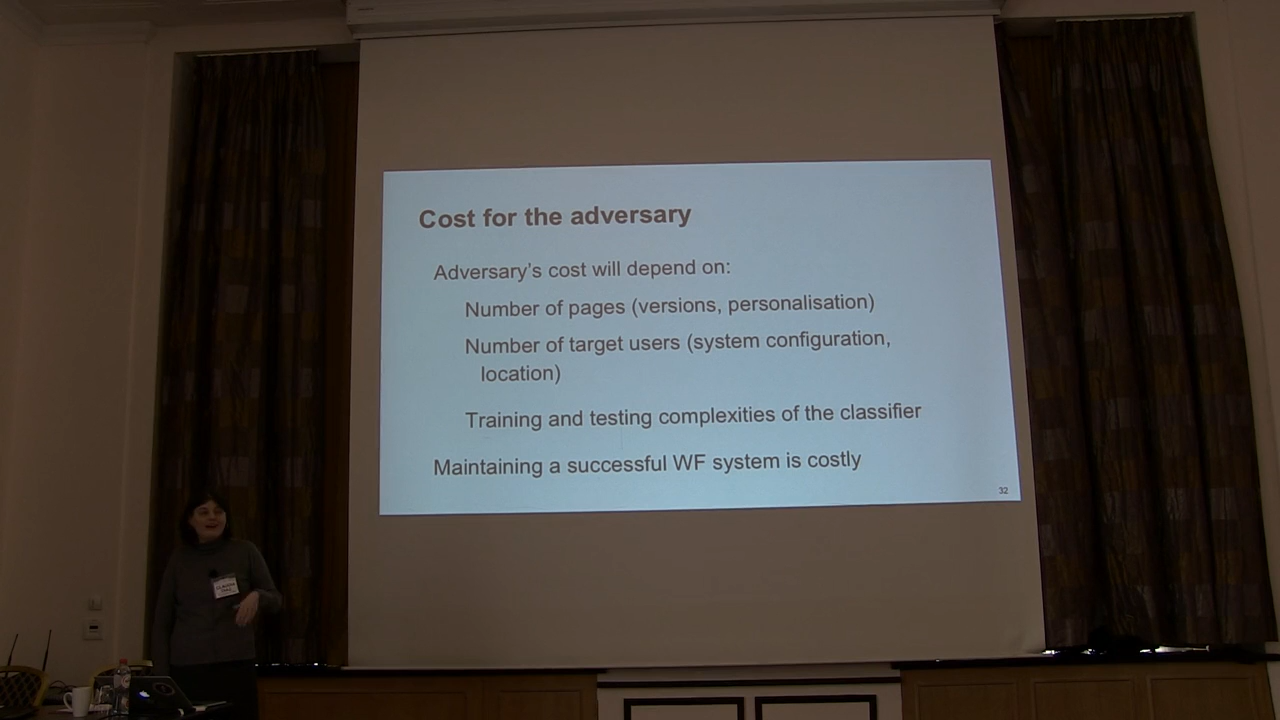 Cost for the adversary
Adversary's cost will depend on:
Number of pages (versions, personalisation)
Number of target users (system configuration,
location)
Training and testing complexities of the classifier
Maintaining a successful WF system is costly
32